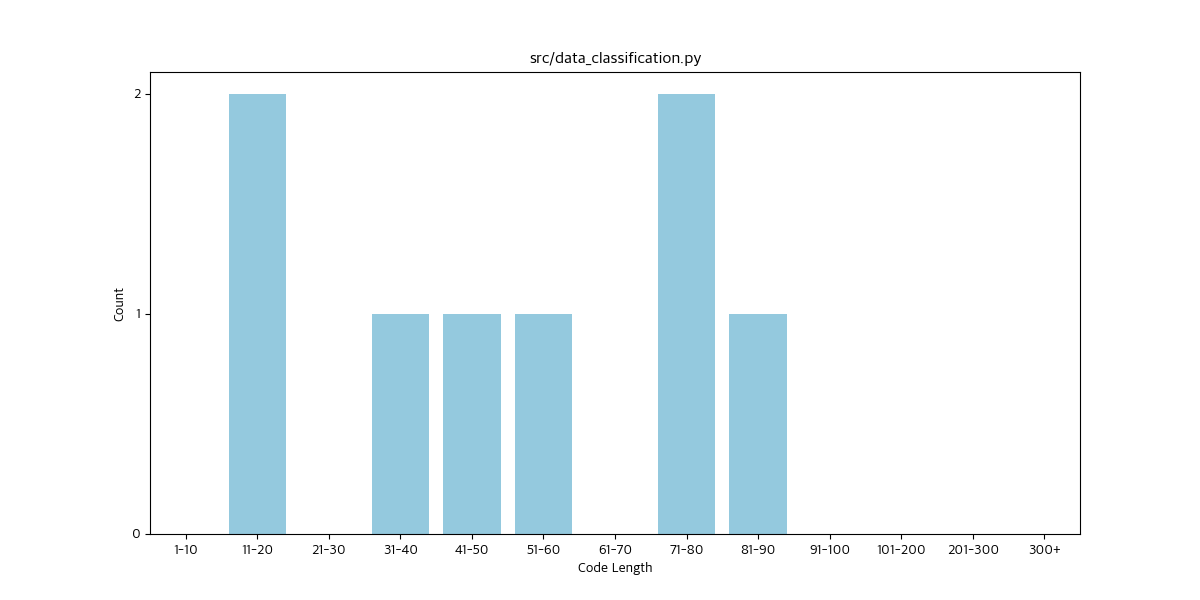 src/data_classification.py
Count
2
1
0
1-10 11-20 21-30 31-40 41-50 51-60 61-70 71-80 81-90 91-100 101-200 201-300 300+
Code Length